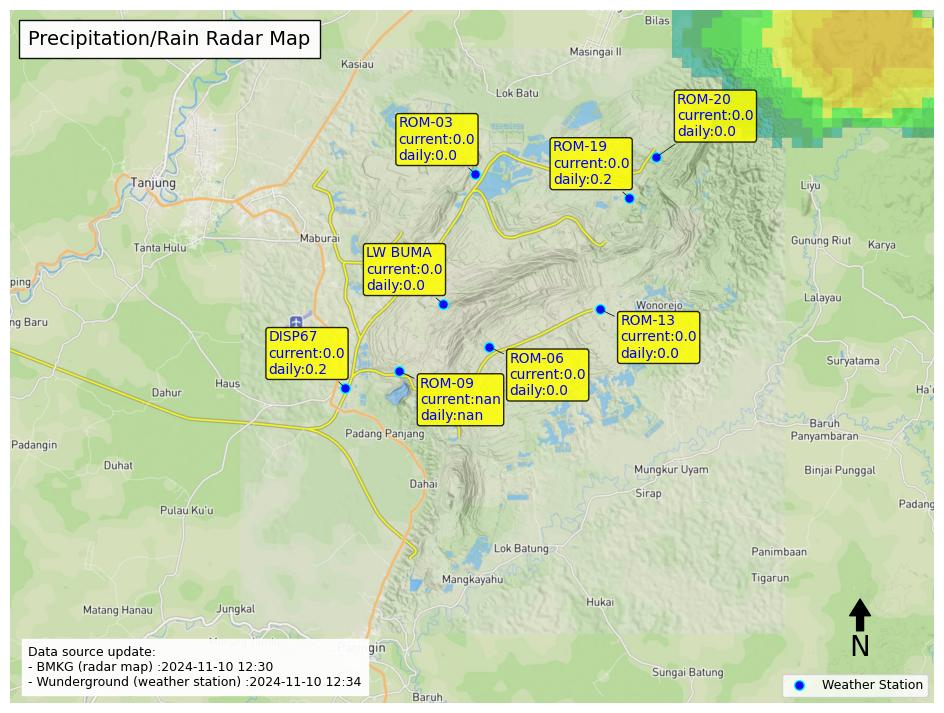 Precipitation/Rain Radar Map
Bilas
Masingai II
Kasiau
Lok Batu
ROM-20
current:0.0
daily:0.0
ROM-03
current:0.0
daily:0.0
ROM-19
current:0.0
daily:0.2
Tanjung
Liyu
Maburai
Tanta Hulu
Gunung Riut
Karya
LW BUMA
current:0.0
daily:0.0
ping
Lalayau
Wonorejo
ng Baru
ROM-13
current:0.0
daily:0.0
DISP67
current:0.0
daily:0.2
ROM-06
current:0.0
daily:0.0
Suryatama
Haus
Dahur
ROM-09
current:nan
daily:nan
Ha'
Baruh
Panyambaran
Padang Panjang
Padangin
Duhat
Mungkur Uyam
Binjai Punggal
Dahai
Sirap
Padang
Pulau Ku'u
Lok Batung
Panimbaan
Mangkayahu
Tigarun
Hukai
Matang Hanau
Jungkal
N
Data source update:
- BMKG (radar map) :2024-11-10 12:30
- Wunderground (weather station) :2024-11-10 12:34
Sungai Batung
Weather Station
Baruh